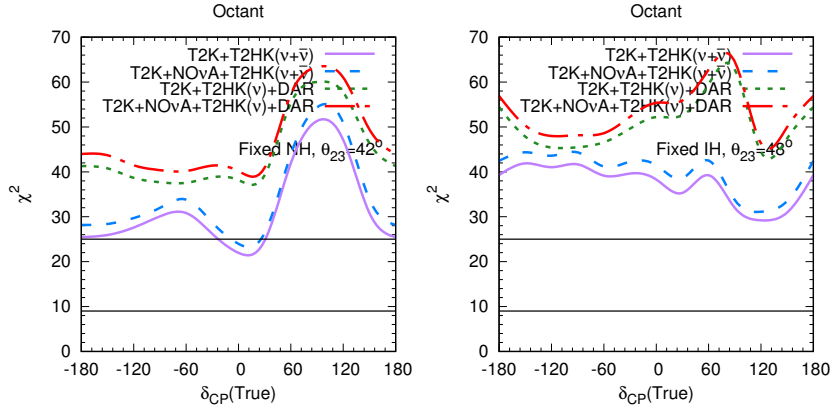 Octant
χ²
70
60
50
40
30
20
10
0
T2K+T2HK(ν+ν̅)
T2K+NOνA+T2HK(ν+ν̅)
T2K+T2HK(ν)+DAR
T2K+NOνA+T2HK(ν)+DAR
Fixed NH, θ₂₃=42°
-180 -120 -60 0 60 120 180
δCP(True)
Octant
χ²
70
60
50
40
30
20
10
0
T2K+T2HK(ν+ν̅)
T2K+NOνA+T2HK(ν+ν̅)
T2K+T2HK(ν)+DAR
T2K+NOνA+T2HK(ν)+DAR
Fixed IH, θ₂₃=48°
-180 -120 -60 0 60 120 180
δCP(True)